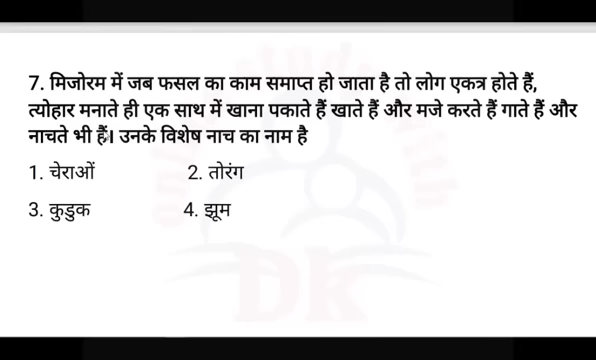 7. मिजोरम में जब फसल का काम समाप्त हो जाता है तो लोग एकत्र होते हैं,
त्योहार मनाते ही एक साथ में खाना पकाते हैं खाते हैं और मजे करते हैं गाते हैं और
नाचते भी हैं। उनके विशेष नाच का नाम है
1. चेराओं 2. तोरंग
3. कुडुक 4. झूम
Dk